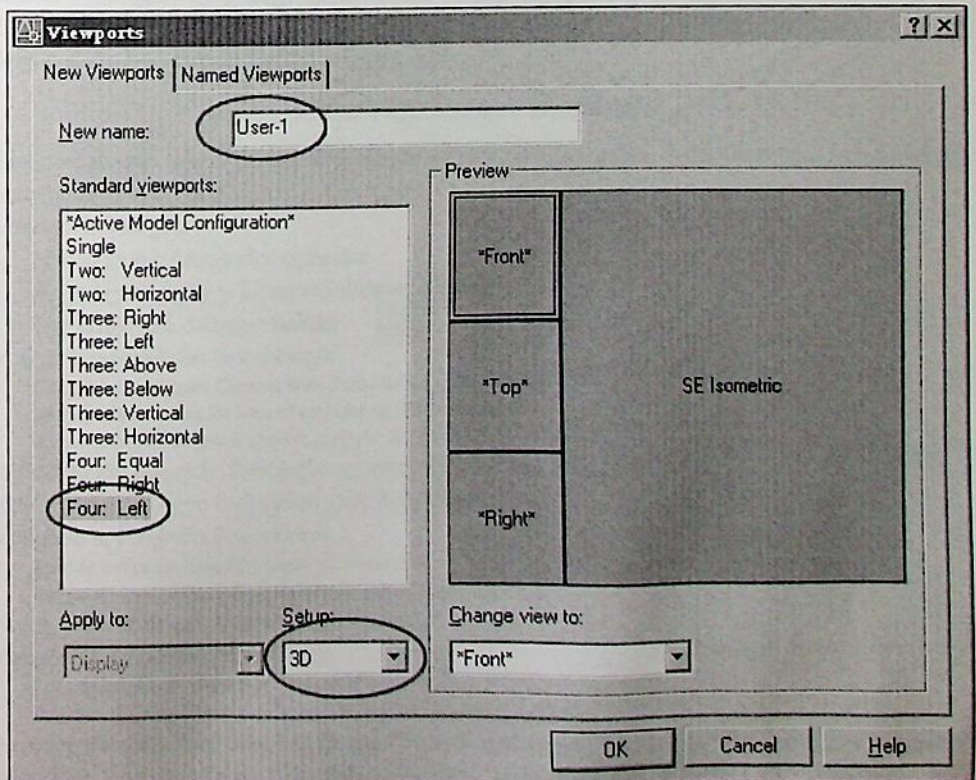 Viewports
New Viewports
Named Viewports
New name:
User-1
Standard viewports:
*Active Model Configuration*
Single
Two: Vertical
Two: Horizontal
Three: Right
Three: Left
Three: Above
Three: Below
Three: Vertical
Three: Horizontal
Four: Equal
Four: Right
Four: Left
Apply to:
Display
Setup:
3D
Preview
*Front*
*Top*
*Right*
SE Isometric
Change view to:
*Front*
OK
Cancel
Help